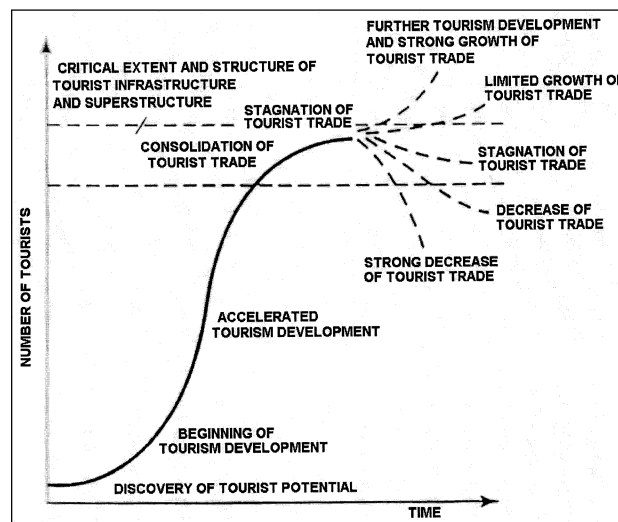 FURTHER TOURISM DEVELOPMENT
AND STRONG GROWTH OF
TOURIST TRADE
CRITICAL EXTENT AND STRUCTURE OF
TOURIST INFRASTRUCTURE
AND SUPERSTRUCTURE
LIMITED GROWTH OF
TOURIST TRADE
STAGNATION OF
TOURIST TRADE
CONSOLIDATION OF
TOURIST TRADE
STAGNATION OF
TOURIST TRADE
DECREASE OF
TOURIST TRADE
STRONG DECREASE
OF TOURIST TRADE
NUMBER OF TOURISTS
ACCELERATED
TOURISM DEVELOPMENT
BEGINNING OF
TOURISM DEVELOPMENT
DISCOVERY OF TOURIST POTENTIAL
TIME